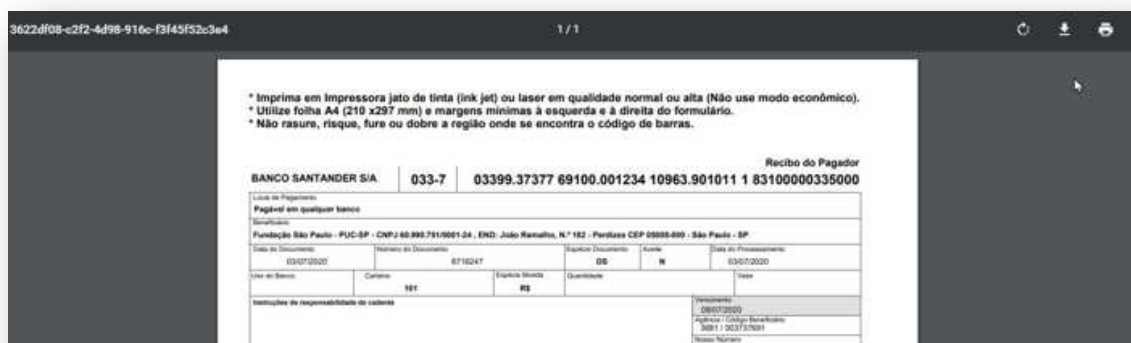 3622df08-c2f2-4d98-916c-f3f45f52c3e4
1 / 1
* Imprima em Impressora jato de tinta (ink jet) ou laser em qualidade normal ou alta (Não use modo econômico).
* Utilize folha A4 (210 x297 mm) e margens mínimas à esquerda e à direita do formulário.
* Não rasure, risque, fure ou dobre a região onde se encontra o código de barras.
Recibo do Pagador
BANCO SANTANDER S/A 033-7 03399.37377 69100.001234 10963.901011 1 83100000335000
Local de Pagamento
Pagável em qualquer banco
Beneficiário
Fundação São Paulo - PUC-SP - CNPJ 60.990.751/0001-24 , END: João Ramalho, N.º 182 - Perdizes CEP 05008-000 - São Paulo - SP
Data do Documento Número do Documento Espécie Documento Aceite Data do Processamento
03/07/2020 6716247 DS N 03/07/2020
Uso do Banco Carteira Espécie Moeda Quantidade Valor
101 R$
Instruções de responsabilidade do cedente
Vencimento
08/07/2020
Agência / Código Beneficiário
Nosso Número